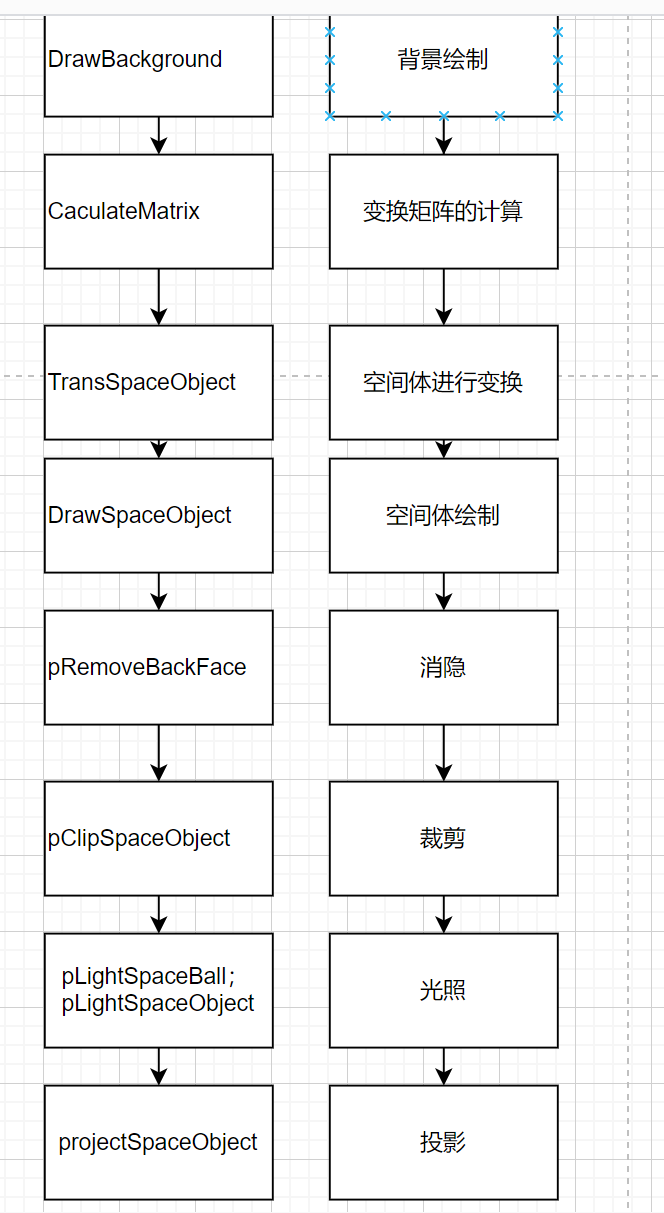 DrawBackground
背景绘制
CaculateMatrix
变换矩阵的计算
TransSpaceObject
空间体进行变换
DrawSpaceObject
空间体绘制
pRemoveBackFace
消隐
pClipSpaceObject
裁剪
pLightSpaceBall；
pLightSpaceObject
光照
projectSpaceObject
投影